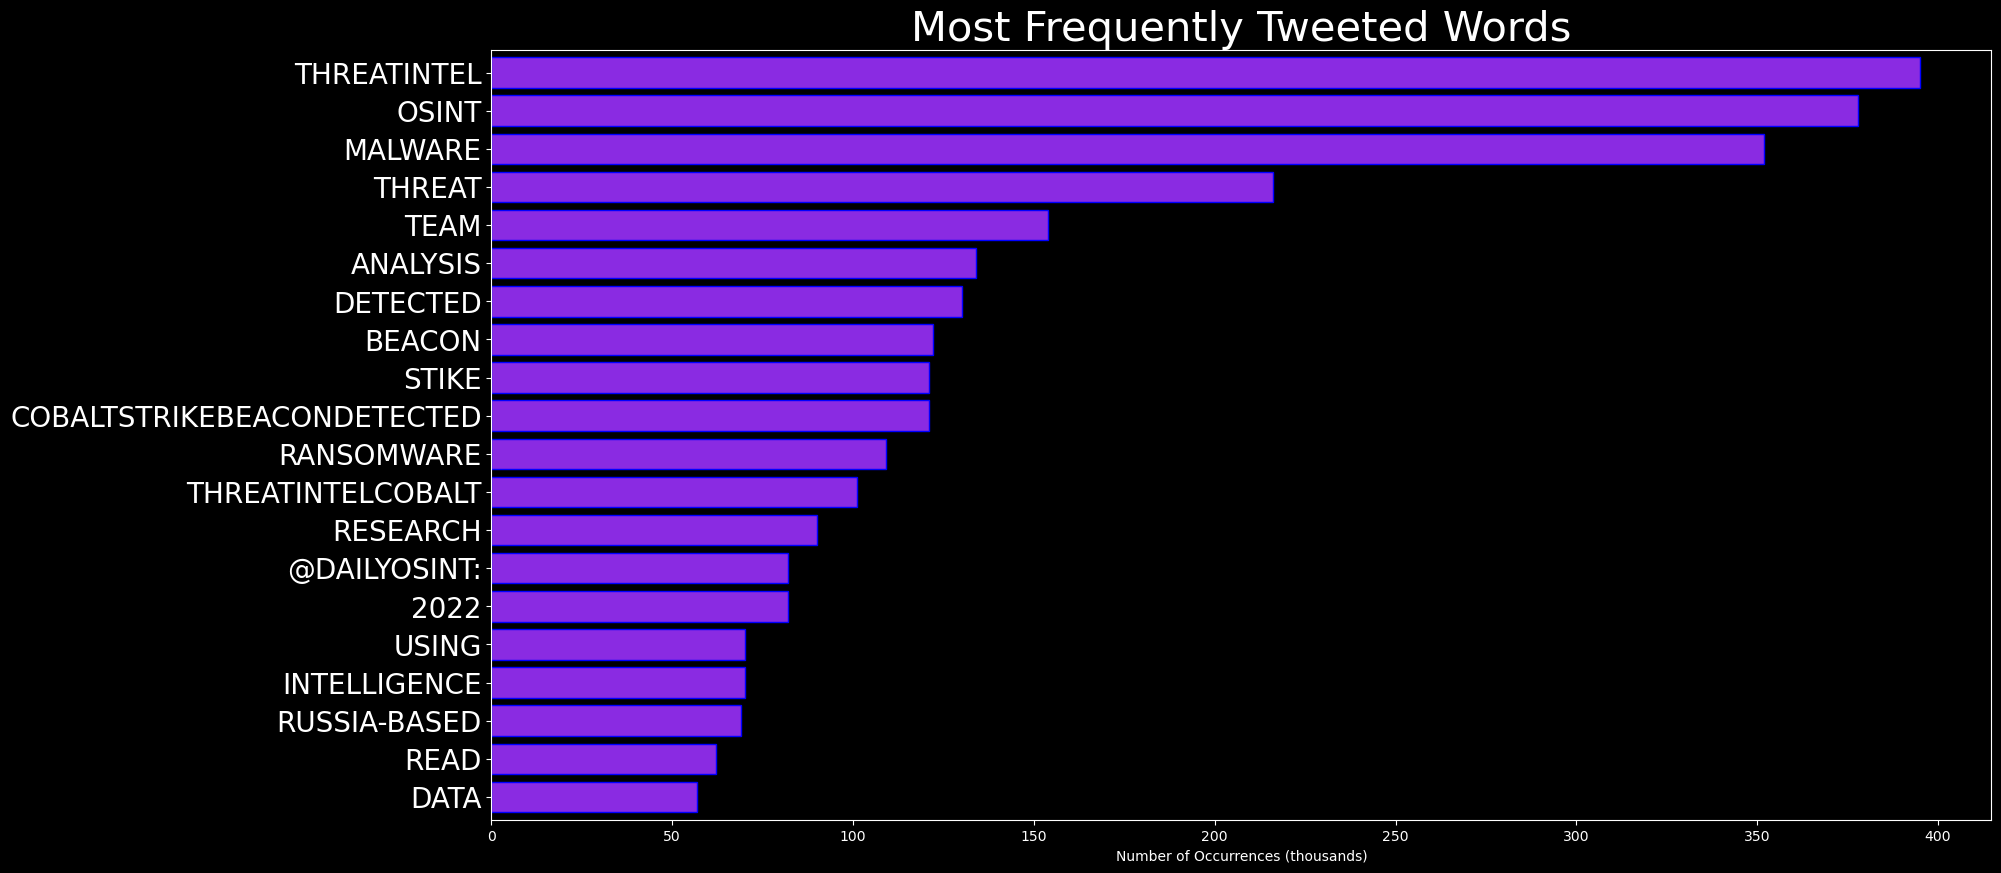 Most Frequently Tweeted Words
THREATINTEL
OSINT
MALWARE
THREAT
TEAM
ANALYSIS
DETECTED
BEACON
STIKE
COBALTSTRIKEBEACONDETECTED
RANSOMWARE
THREATINTELCOBALT
RESEARCH
@DAILYOSINT:
2022
USING
INTELLIGENCE
RUSSIA-BASED
READ
DATA
0 50 100 150 200 250 300 350 400
Number of Occurrences (thousands)